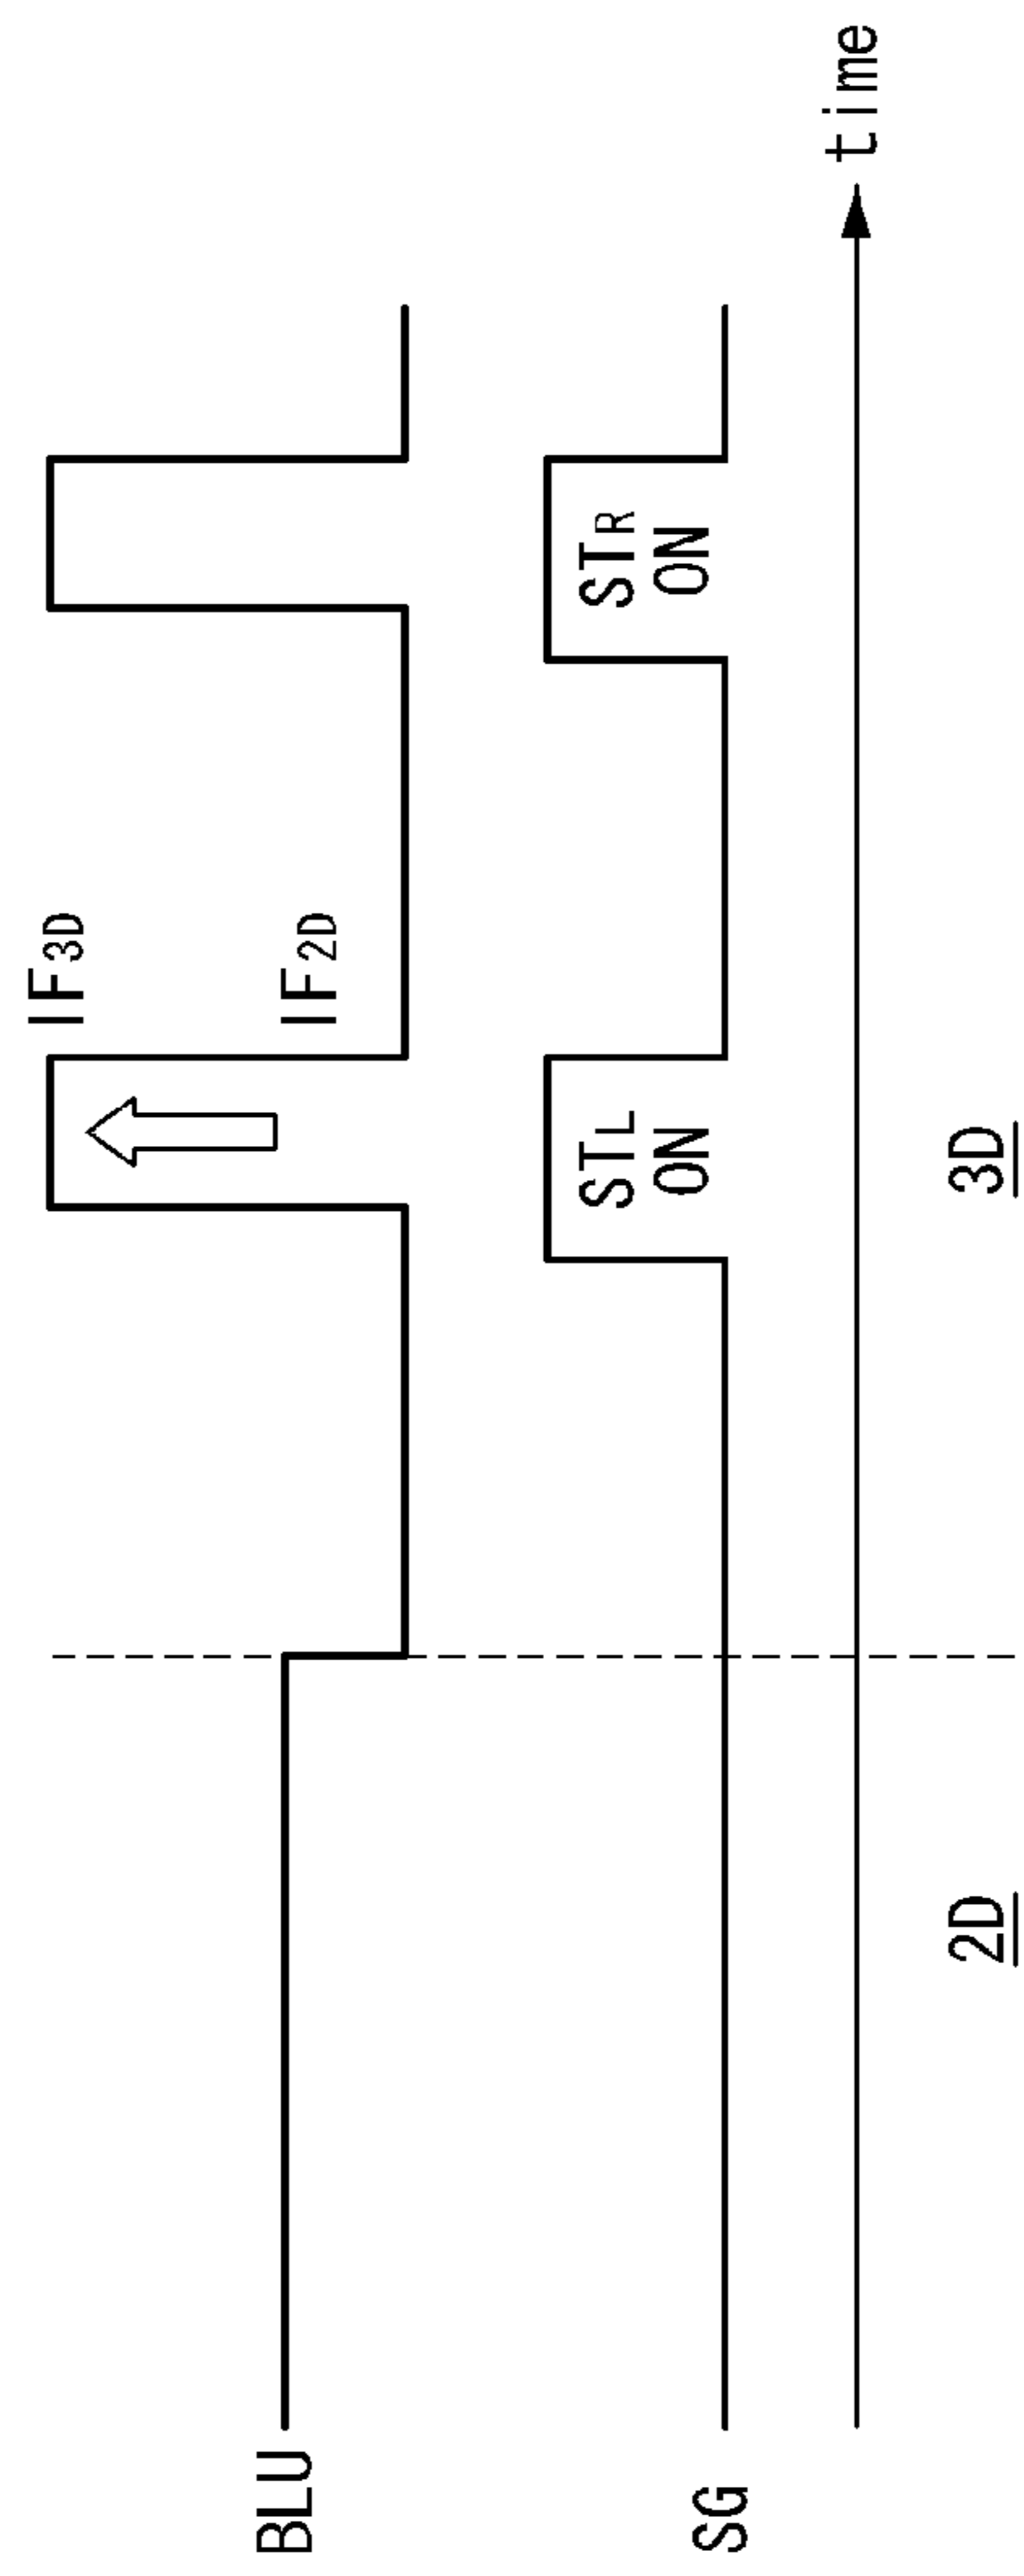 IF3D
BLU
IF2D
STL
ON
STR
ON
SG
time
2D
3D